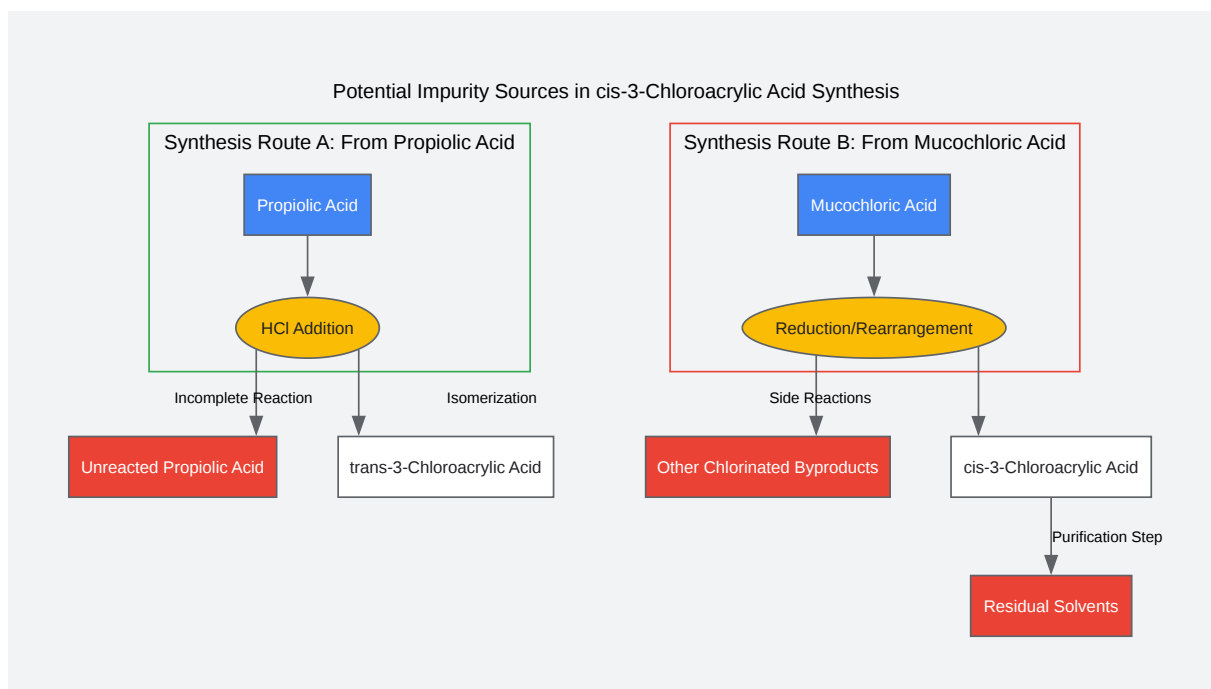 Potential Impurity Sources in cis-3-Chloroacrylic Acid Synthesis
Synthesis Route A: From Propiolic Acid
Propiolic Acid
HCl Addition
Incomplete Reaction
Isomerization
Unreacted Propiolic Acid
trans-3-Chloroacrylic Acid
Synthesis Route B: From Mucochloric Acid
Mucochloric Acid
Reduction/Rearrangement
Side Reactions
Other Chlorinated Byproducts
cis-3-Chloroacrylic Acid
Purification Step
Residual Solvents